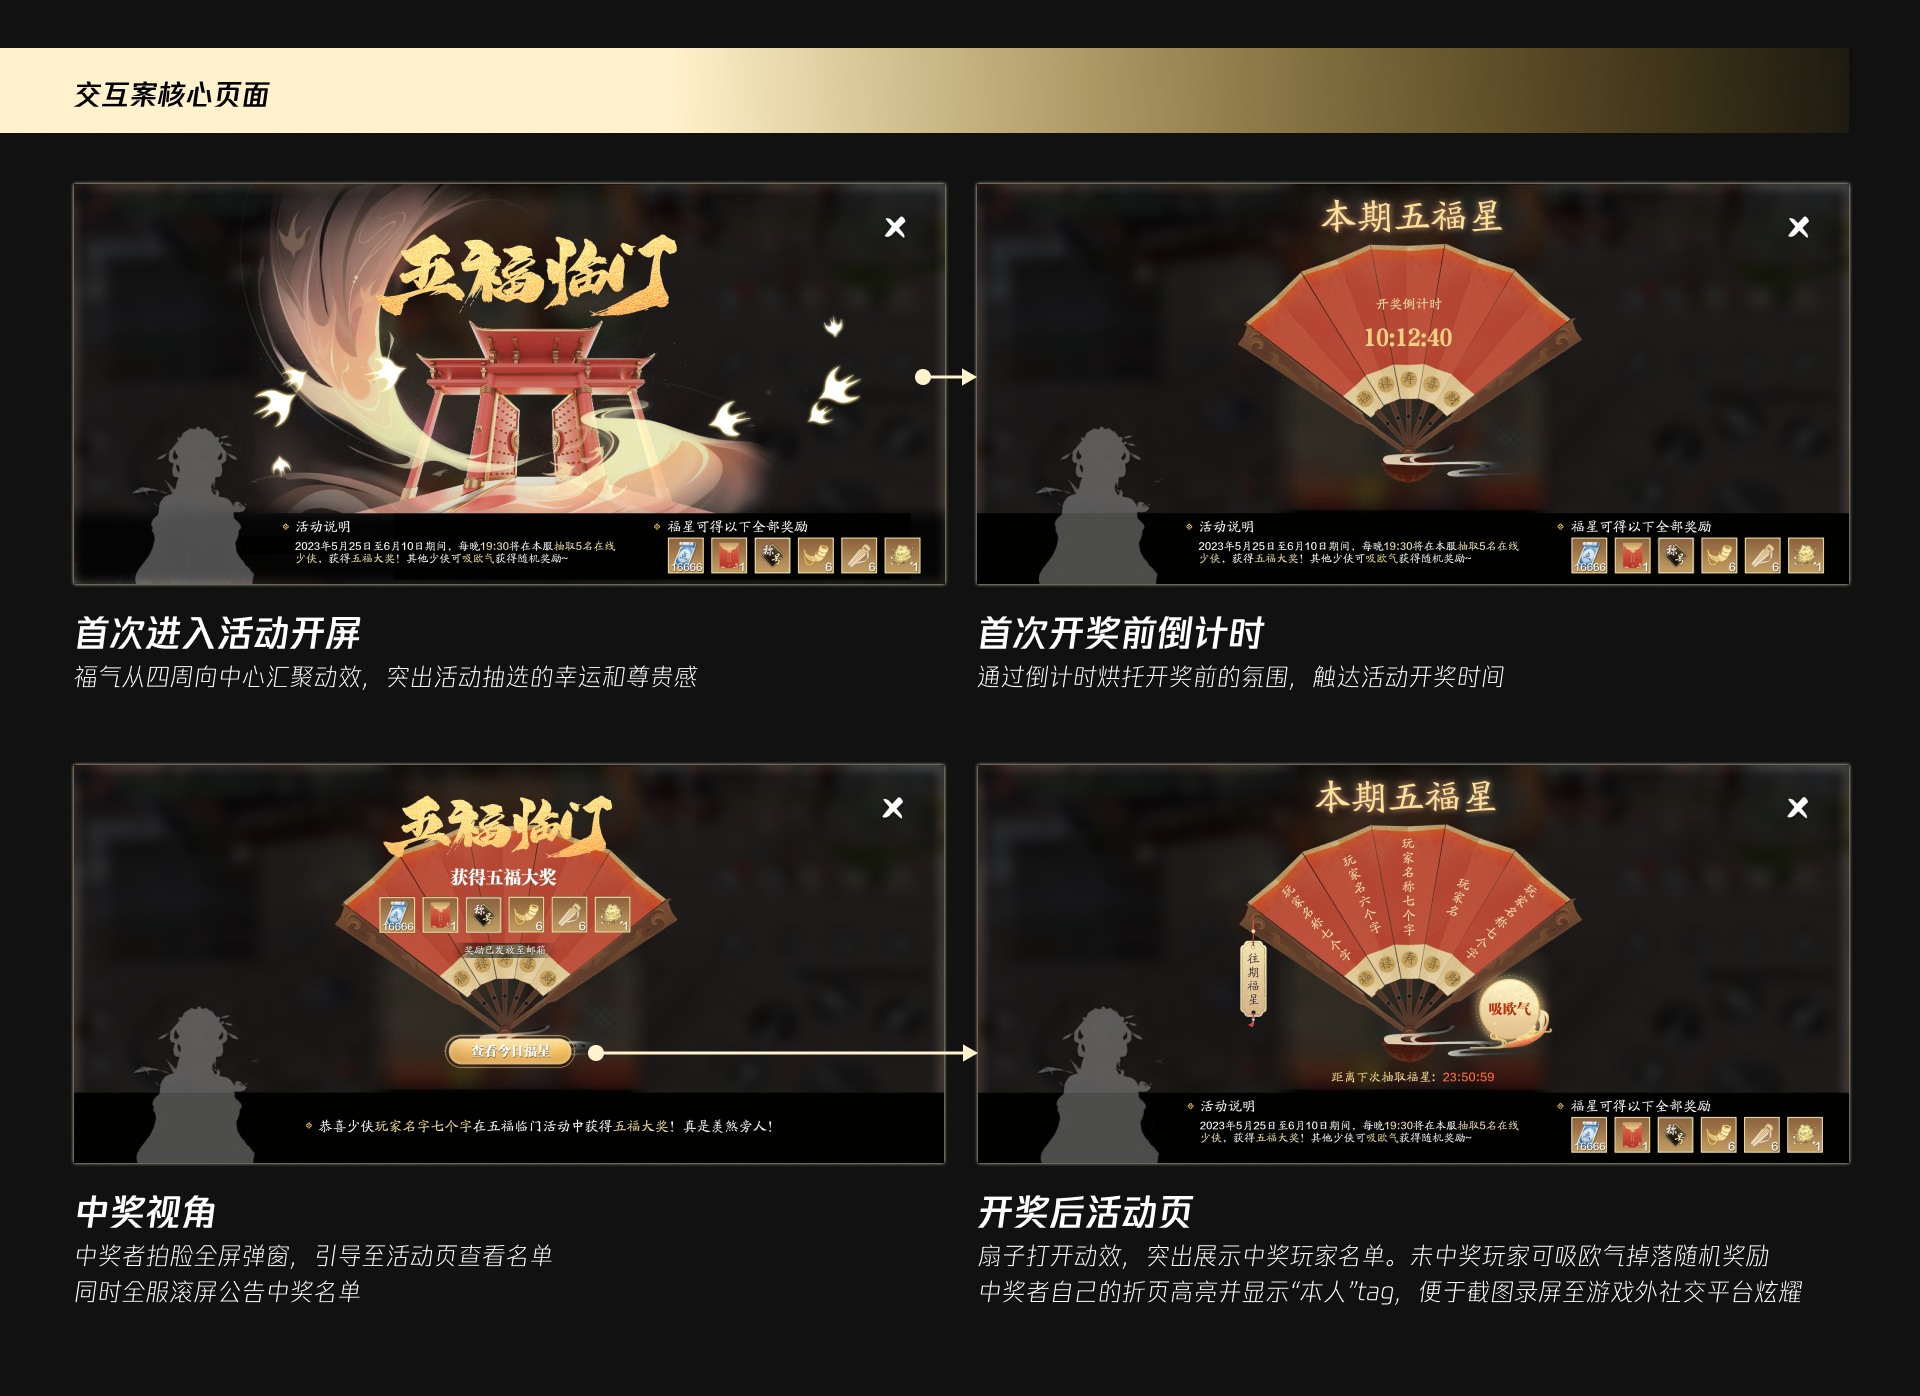 交互案核心页面
五福临门
活动说明
2023年5月25日至6月10日期间，每晚19:30将在本服抽取5名在线
少侠，获得五福大奖！其他少侠可吸欧气获得随机奖励~
福星可得以下全部奖励
16666 1 称号 6 6 1
首次进入活动开屏
福气从四周向中心汇聚动效，突出活动抽选的幸运和尊贵感
本期五福星
开奖倒计时
10:12:40
福 禄 寿 喜 财
活动说明
2023年5月25日至6月10日期间，每晚19:30将在本服抽取5名在线
少侠，获得五福大奖！其他少侠可吸欧气获得随机奖励~
福星可得以下全部奖励
16666 1 称号 6 6 1
首次开奖前倒计时
通过倒计时烘托开奖前的氛围，触达活动开奖时间
五福临门
获得五福大奖
16666 1 称号 6 6 1
奖励已发放至邮箱
福 禄 寿 喜 财
查看今日福星
恭喜少侠玩家名字七个字在五福临门活动中获得五福大奖！真是羡煞旁人！
中奖视角
中奖者拍脸全屏弹窗，引导至活动页查看名单
同时全服滚屏公告中奖名单
本期五福星
玩家名称七个字
玩家名六个字
玩家名称七个字
玩家名
玩家名称七个字
福 禄 寿 喜 财
往期福星
吸欧气
距离下次抽取福星：23:50:59
活动说明
2023年5月25日至6月10日期间，每晚19:30将在本服抽取5名在线
少侠，获得五福大奖！其他少侠可吸欧气获得随机奖励~
福星可得以下全部奖励
16666 1 称号 6 6 1
开奖后活动页
扇子打开动效，突出展示中奖玩家名单。未中奖玩家可吸欧气掉落随机奖励
中奖者自己的折页高亮并显示“本人”tag，便于截图录屏至游戏外社交平台炫耀